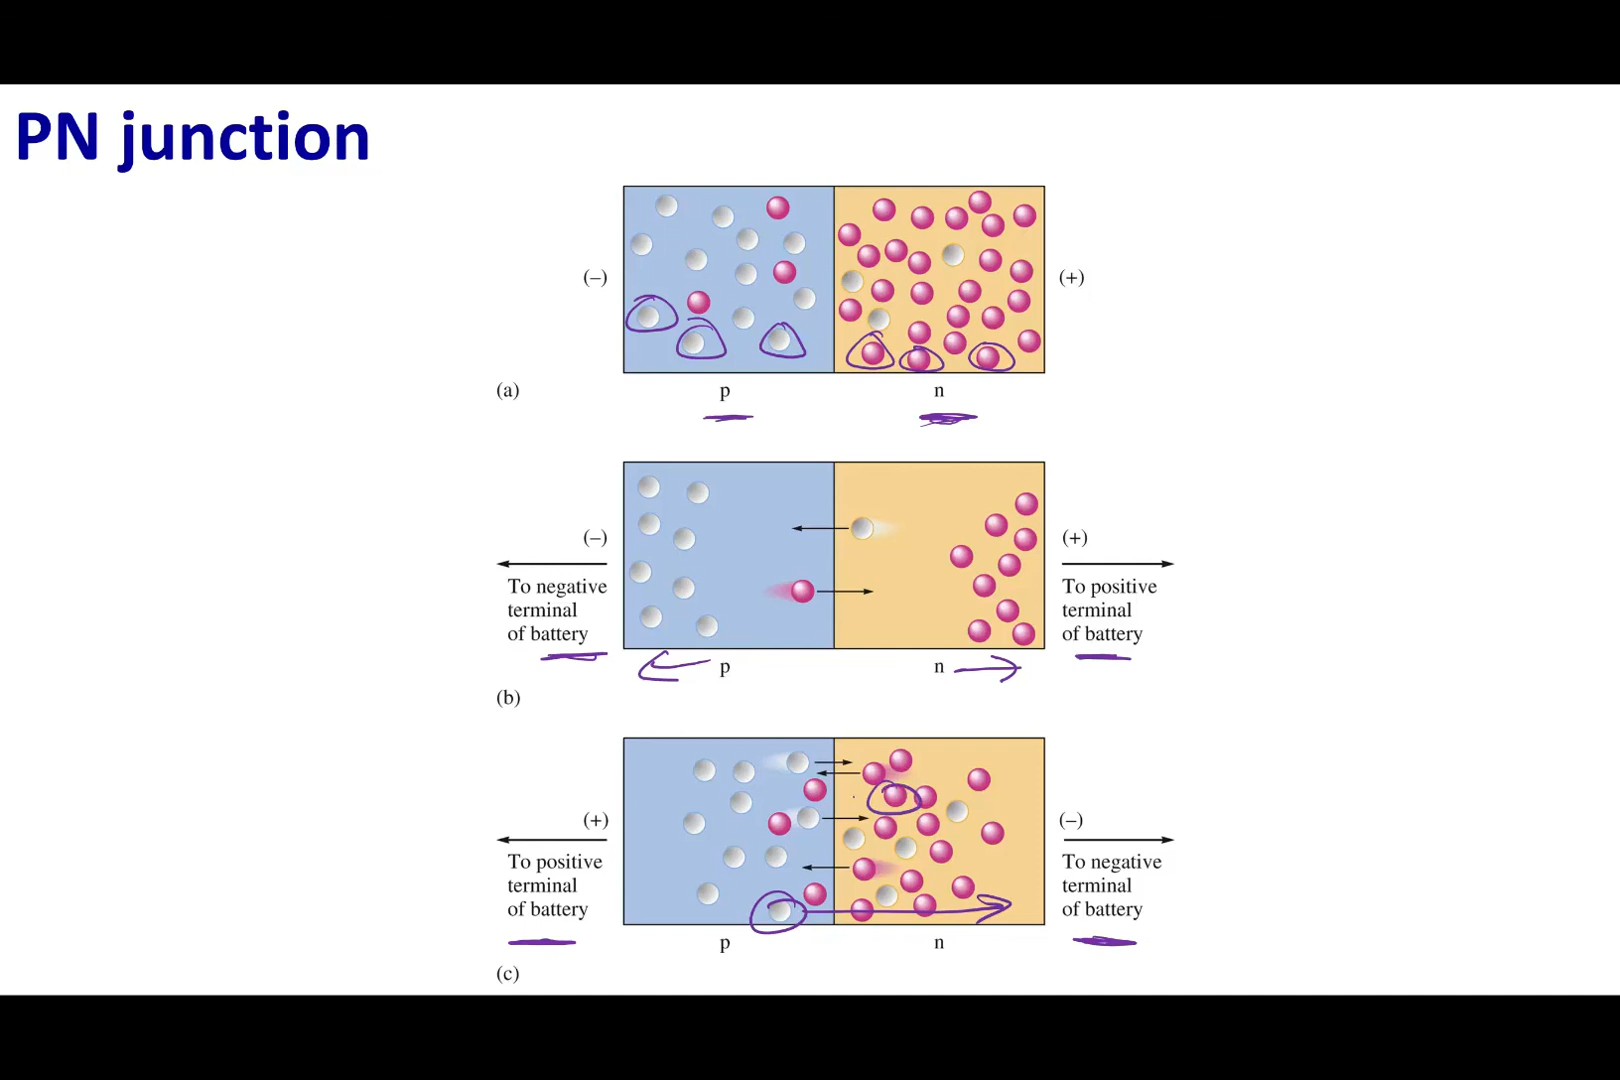 PN junction
(–)
(+)
p
n
(a)
(–)
To negative
terminal
of battery
(+)
To positive
terminal
of battery
p
n
(b)
(+)
To positive
terminal
of battery
(–)
To negative
terminal
of battery
p
n
(c)